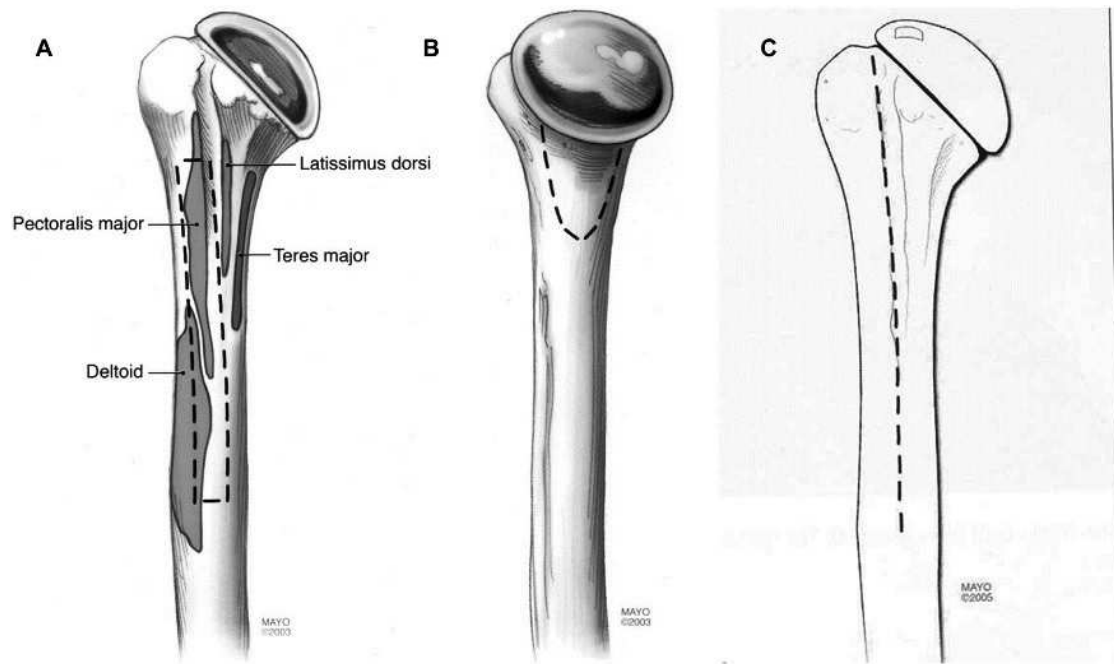 A
B
C
Latissimus dorsi
Pectoralis major
Teres major
Deltoid
MAYO
©2003
MAYO
©2003
MAYO
©2005